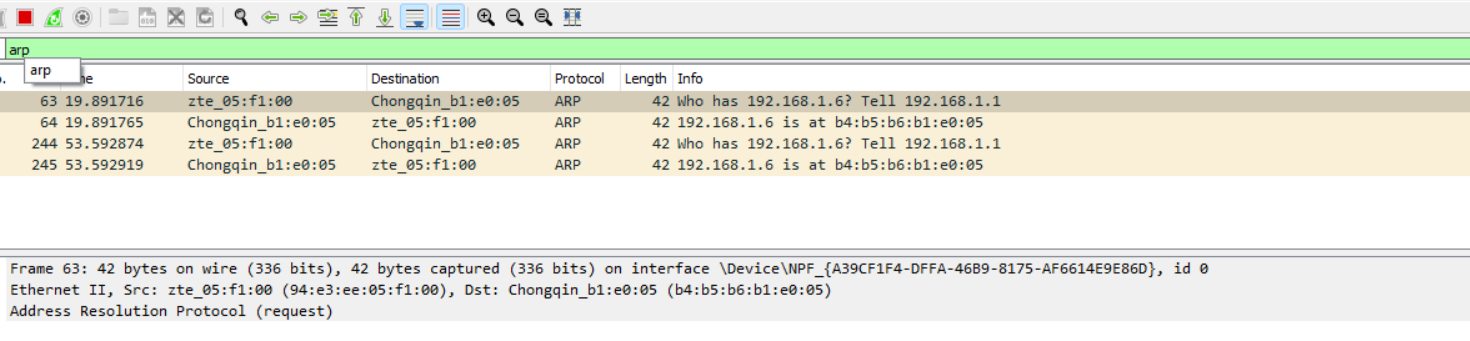 arp
arp
Source Destination Protocol Length Info
63 19.891716 zte_05:f1:00 Chongqin_b1:e0:05 ARP 42 Who has 192.168.1.6? Tell 192.168.1.1
64 19.891765 Chongqin_b1:e0:05 zte_05:f1:00 ARP 42 192.168.1.6 is at b4:b5:b6:b1:e0:05
244 53.592874 zte_05:f1:00 Chongqin_b1:e0:05 ARP 42 Who has 192.168.1.6? Tell 192.168.1.1
245 53.592919 Chongqin_b1:e0:05 zte_05:f1:00 ARP 42 192.168.1.6 is at b4:b5:b6:b1:e0:05
Frame 63: 42 bytes on wire (336 bits), 42 bytes captured (336 bits) on interface \Device\NPF_{A39CF1F4-DFFA-46B9-8175-AF6614E9E86D}, id 0
Ethernet II, Src: zte_05:f1:00 (94:e3:ee:05:f1:00), Dst: Chongqin_b1:e0:05 (b4:b5:b6:b1:e0:05)
Address Resolution Protocol (request)